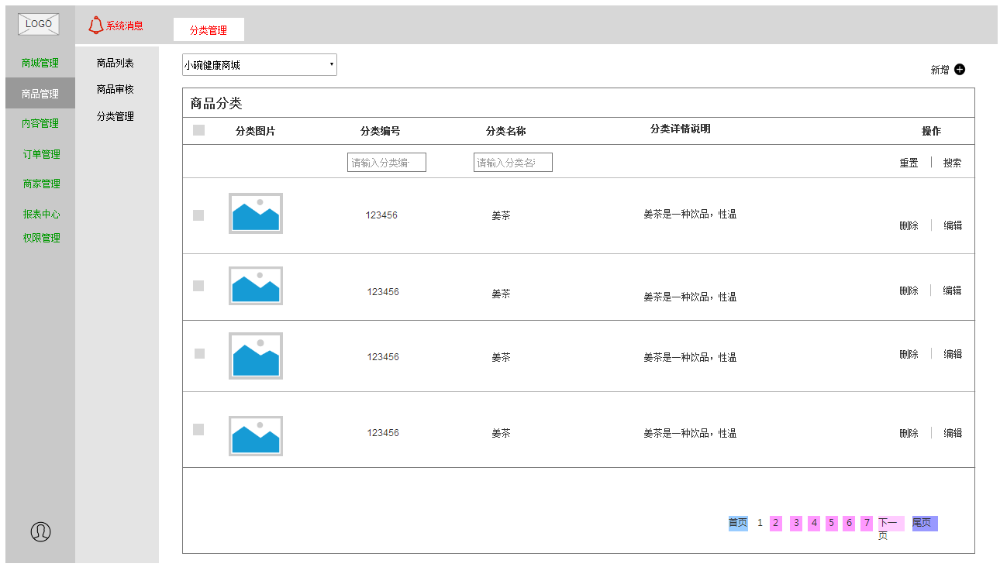 LOGO
系统消息
分类管理
商城管理
商品管理
内容管理
订单管理
商家管理
报表中心
权限管理
商品列表
商品审核
分类管理
小碗健康商城
新增
商品分类
分类图片 分类编号 分类名称 分类详情说明 操作
请输入分类编 请输入分类名 重置 搜索
123456 姜茶 姜茶是一种饮品，性温 删除 编辑
123456 姜茶 姜茶是一种饮品，性温 删除 编辑
123456 姜茶 姜茶是一种饮品，性温 删除 编辑
123456 姜茶 姜茶是一种饮品，性温 删除 编辑
首页 1 2 3 4 5 6 7 下一 尾页
页